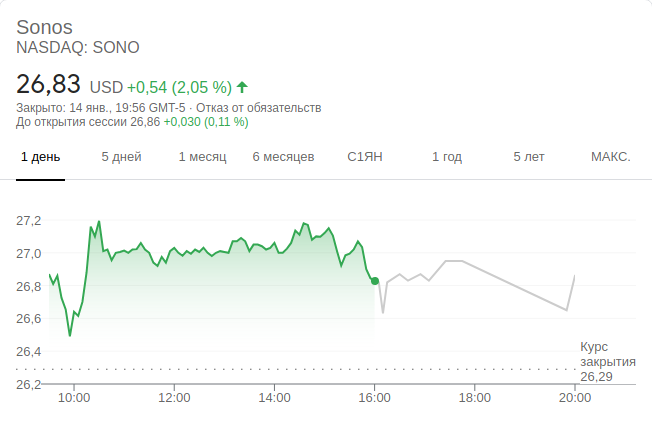 Sonos
NASDAQ: SONO
26,83 USD +0,54 (2,05 %)
Закрыто: 14 янв., 19:56 GMT-5 · Отказ от обязательств
До открытия сессии 26,86 +0,030 (0,11 %)
1 день 5 дней 1 месяц 6 месяцев С1ЯН 1 год 5 лет МАКС.
27,2
27,0
26,8
26,6
26,4
26,2
Курс
закрытия
26,29
10:00 12:00 14:00 16:00 18:00 20:00